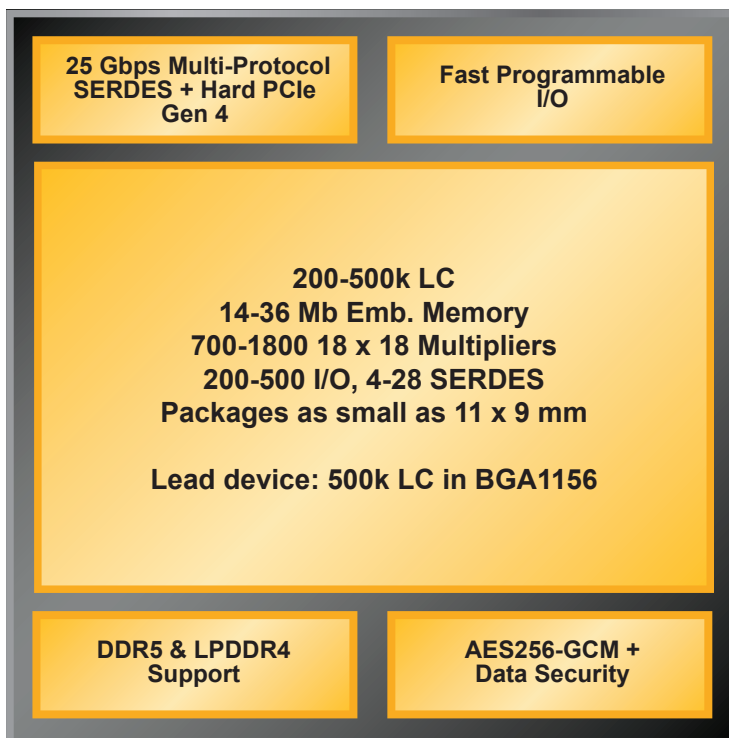 25 Gbps Multi-Protocol
SERDES + Hard PCIe
Gen 4
Fast Programmable
I/O
200-500k LC
14-36 Mb Emb. Memory
700-1800 18 x 18 Multipliers
200-500 I/O, 4-28 SERDES
Packages as small as 11 x 9 mm
Lead device: 500k LC in BGA1156
DDR5 & LPDDR4
Support
AES256-GCM +
Data Security